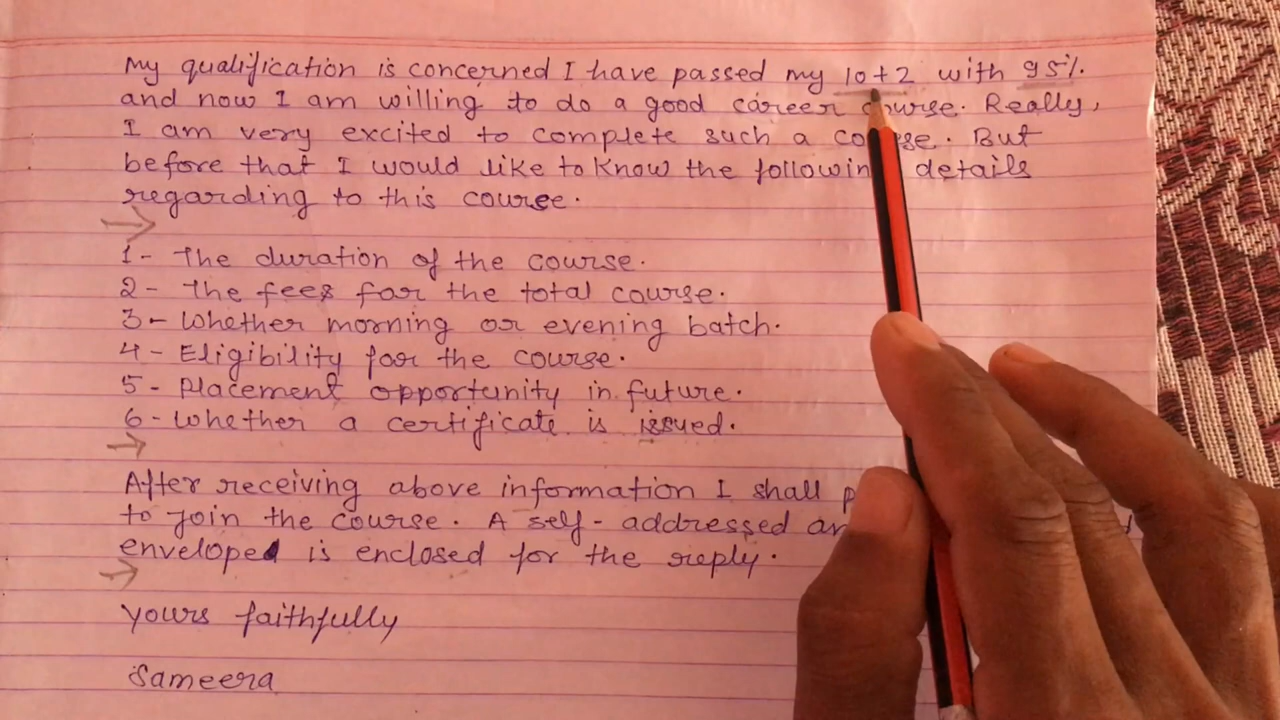 My qualification is concerned I have passed my 10+2 with 95%.
and now I am willing to do a good career course. Really,
I am very excited to complete such a course. But
before that I would like to know the following details
regarding to this course.
1- The duration of the course.
2- The fees for the total course.
3- Whether morning or evening batch.
4- Eligibility for the course.
5- Placement opportunity in future.
6- Whether a certificate is issued.
After receiving above information I shall
to join the course. A self-addressed
enveloped is enclosed for the reply.
Yours faithfully
Sameera